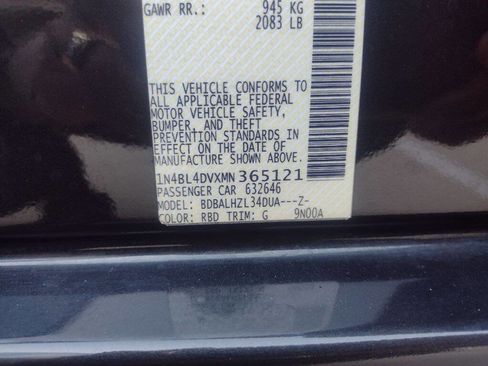 GAWR RR.: 945 KG
2083 LB
THIS VEHICLE CONFORMS TO
ALL APPLICABLE FEDERAL
MOTOR VEHICLE SAFETY,
BUMPER, AND THEFT
PREVENTION STANDARDS IN
EFFECT ON THE DATE OF
MANUFACTURE SHOWN ABOVE.
1N4BL4DVXMN365121
PASSENGER CAR 632646
MODEL: BDBALHZL34DUA---Z-
COLOR: RBD TRIM: G 9N00A